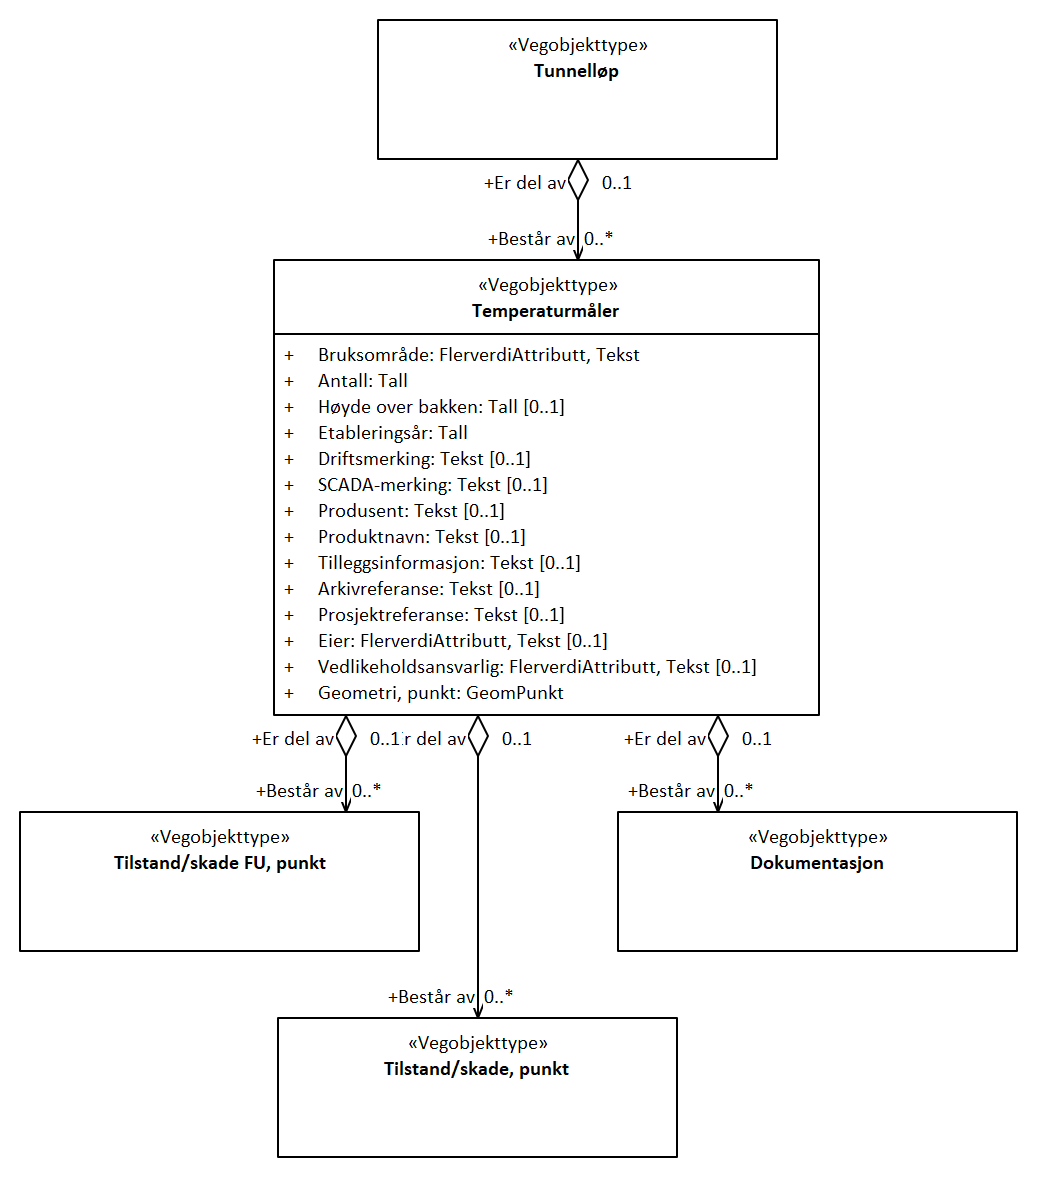 «Vegobjekttype»
Tunnelløp
+Er del av 0..1
+Består av 0..*
«Vegobjekttype»
Temperaturmåler
+ Bruksområde: FlerverdiAttributt, Tekst
+ Antall: Tall
+ Høyde over bakken: Tall [0..1]
+ Etableringsår: Tall
+ Driftsmerking: Tekst [0..1]
+ SCADA-merking: Tekst [0..1]
+ Produsent: Tekst [0..1]
+ Produktnavn: Tekst [0..1]
+ Tilleggsinformasjon: Tekst [0..1]
+ Arkivreferanse: Tekst [0..1]
+ Prosjektreferanse: Tekst [0..1]
+ Eier: FlerverdiAttributt, Tekst [0..1]
+ Vedlikeholdsansvarlig: FlerverdiAttributt, Tekst [0..1]
+ Geometri, punkt: GeomPunkt
+Er del av 0..1 r del av 0..1 +Er del av 0..1
+Består av 0..* +Består av 0..*
«Vegobjekttype»
Tilstand/skade FU, punkt
«Vegobjekttype»
Dokumentasjon
+Består av 0..*
«Vegobjekttype»
Tilstand/skade, punkt